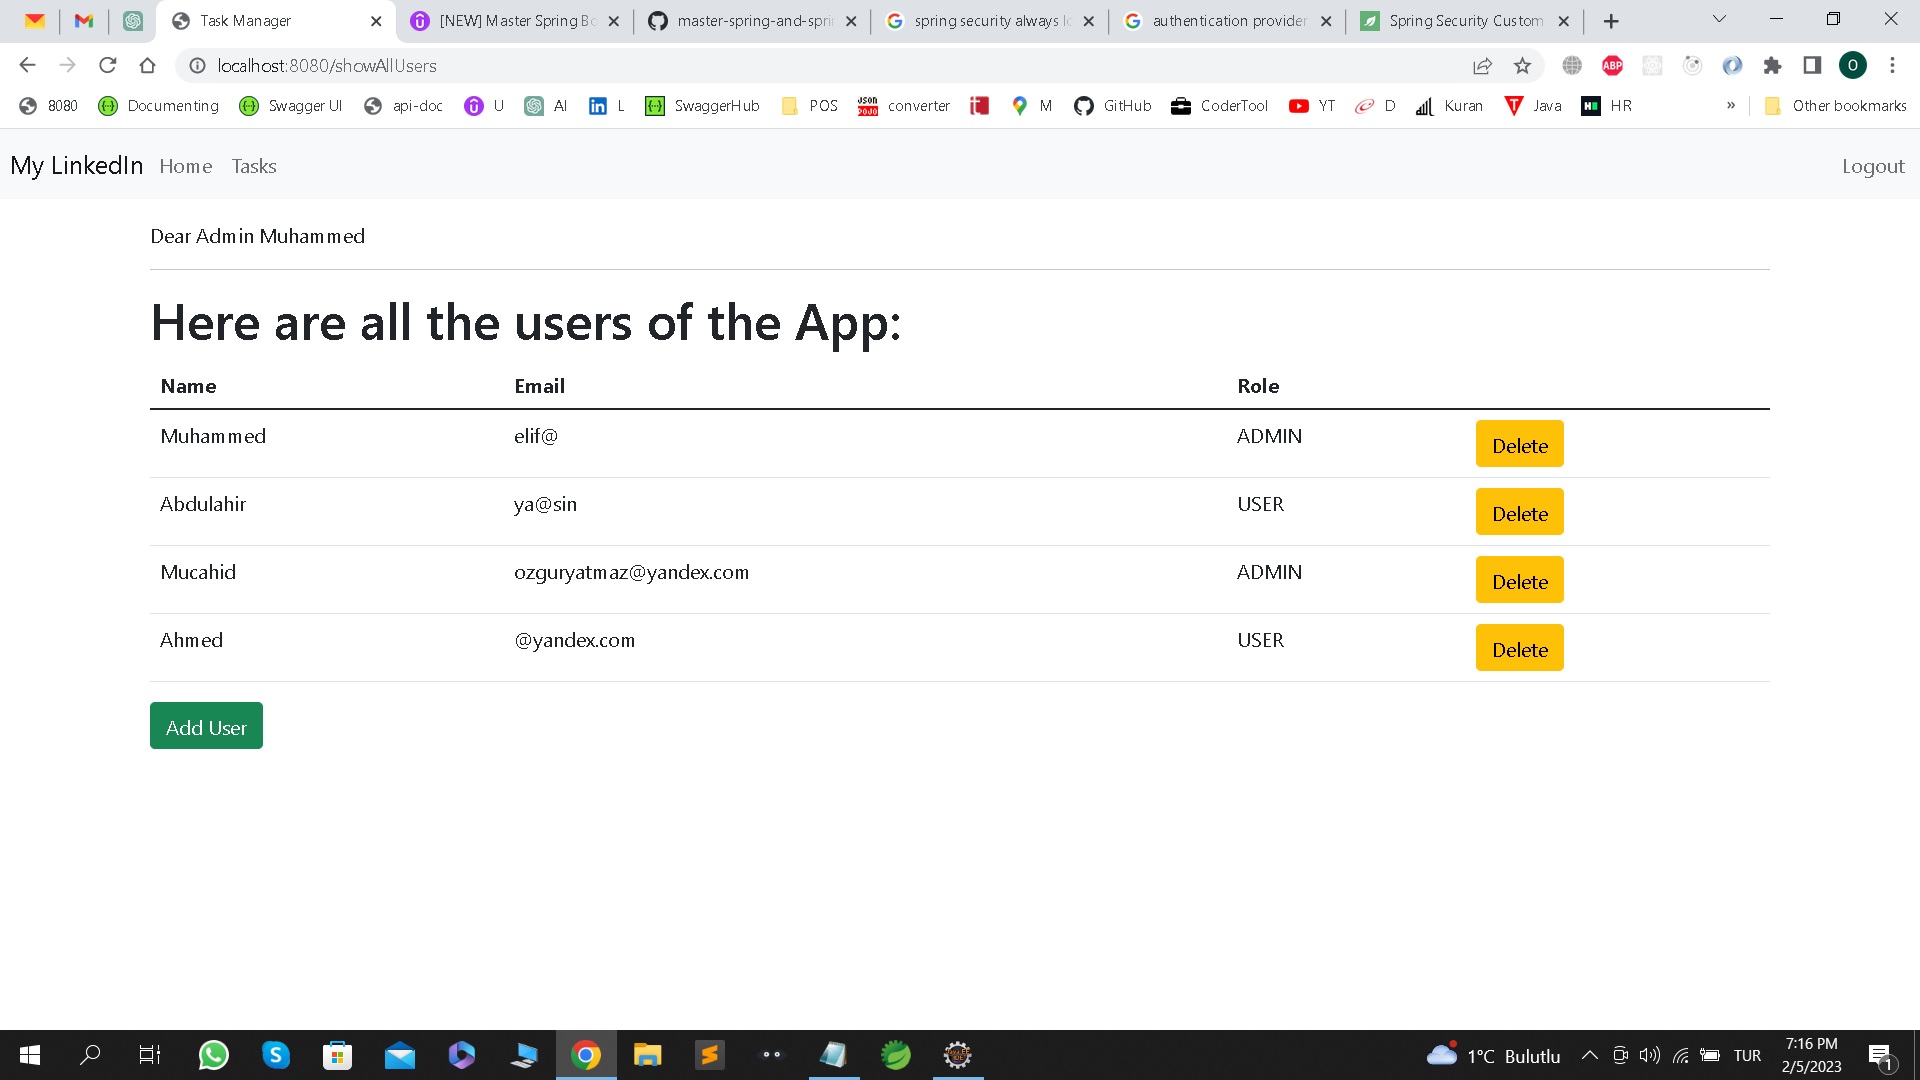 Task Manager
[NEW] Master Spring Bo
master-spring-and-spri
spring security always lo
authentication provider
Spring Security Custom
localhost:8080/showAllUsers
ABP
O
8080 Documenting Swagger UI api-doc U AI L SwaggerHub POS converter M GitHub CoderTool YT D Kuran Java HR » Other bookmarks
My LinkedIn Home Tasks Logout
Dear Admin Muhammed
Here are all the users of the App:
Name Email Role
Muhammed elif@ ADMIN Delete
Abdulahir ya@sin USER Delete
Mucahid ozguryatmaz@yandex.com ADMIN Delete
Ahmed @yandex.com USER Delete
Add User
1°C Bulutlu TUR 7:16 PM
2/5/2023
1